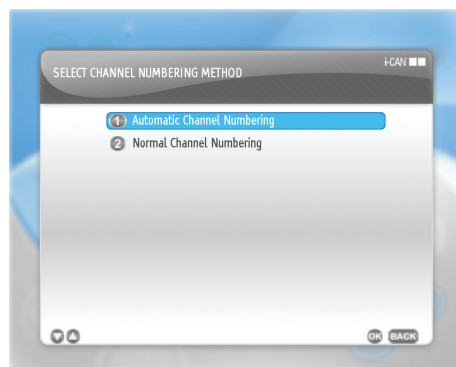 i-CAN
SELECT CHANNEL NUMBERING METHOD
1 Automatic Channel Numbering
2 Normal Channel Numbering
OK BACK